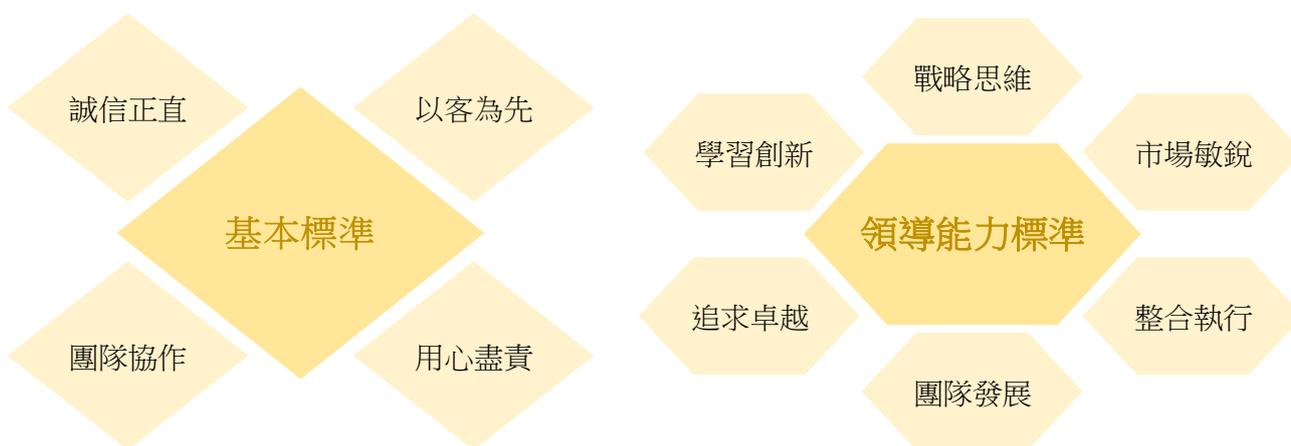 誠信正直
以客為先
基本標準
團隊協作
用心盡責
戰略思維
學習創新
市場敏銳
領導能力標準
追求卓越
整合執行
團隊發展